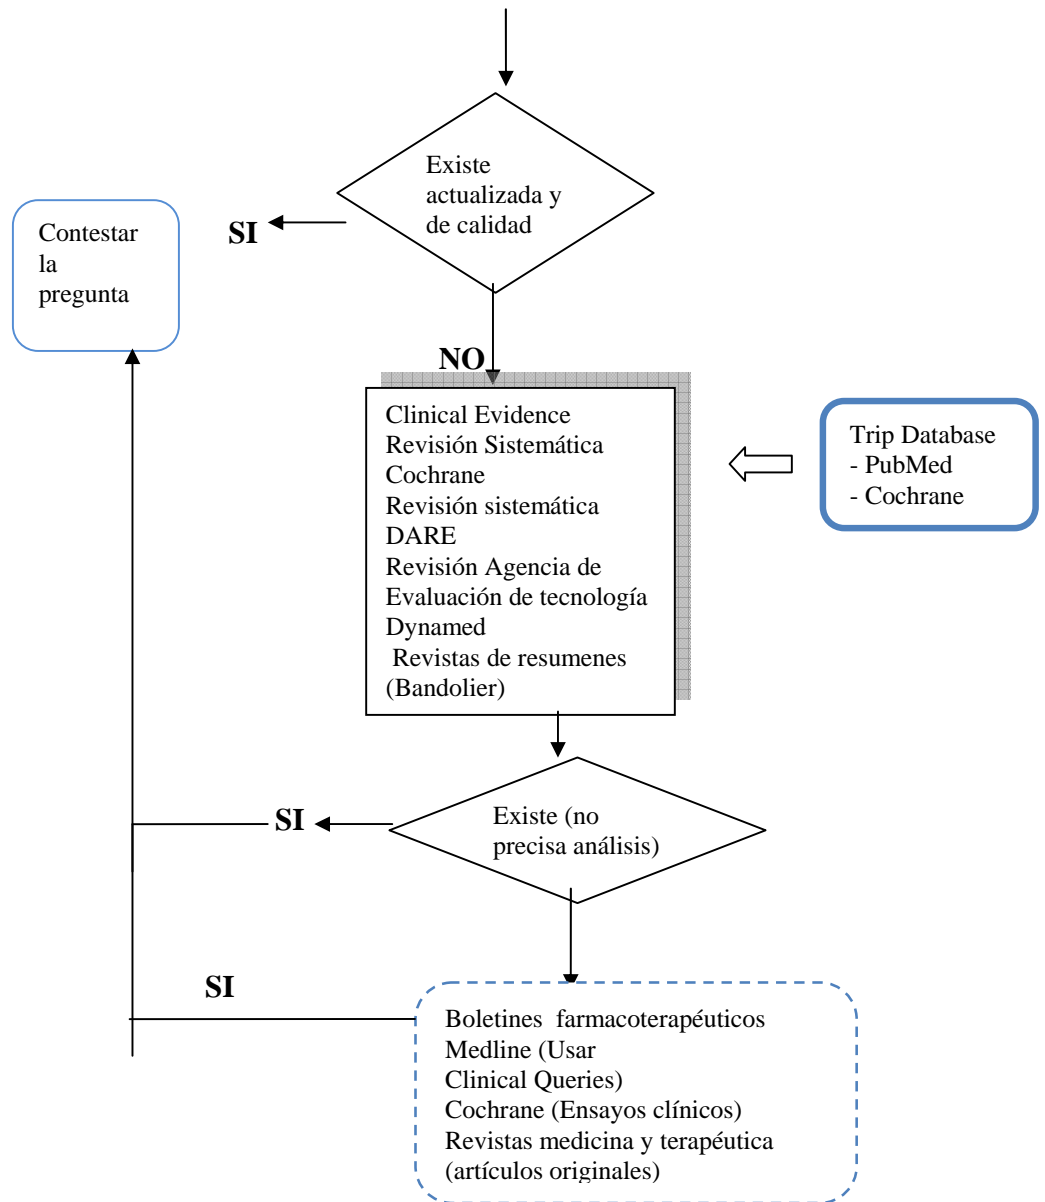 Existe
actualizada y
de calidad
SI
Contestar
la
pregunta
NO
Clinical Evidence
Revisión Sistemática
Cochrane
Revisión sistemática
DARE
Revisión Agencia de
Evaluación de tecnología
Dynamed
Revistas de resumenes
(Bandolier)
Trip Database
- PubMed
- Cochrane
Existe (no
precisa análisis)
SI
SI
Boletines farmacoterapéuticos
Medline (Usar
Clinical Queries)
Cochrane (Ensayos clínicos)
Revistas medicina y terapéutica
(artículos originales)